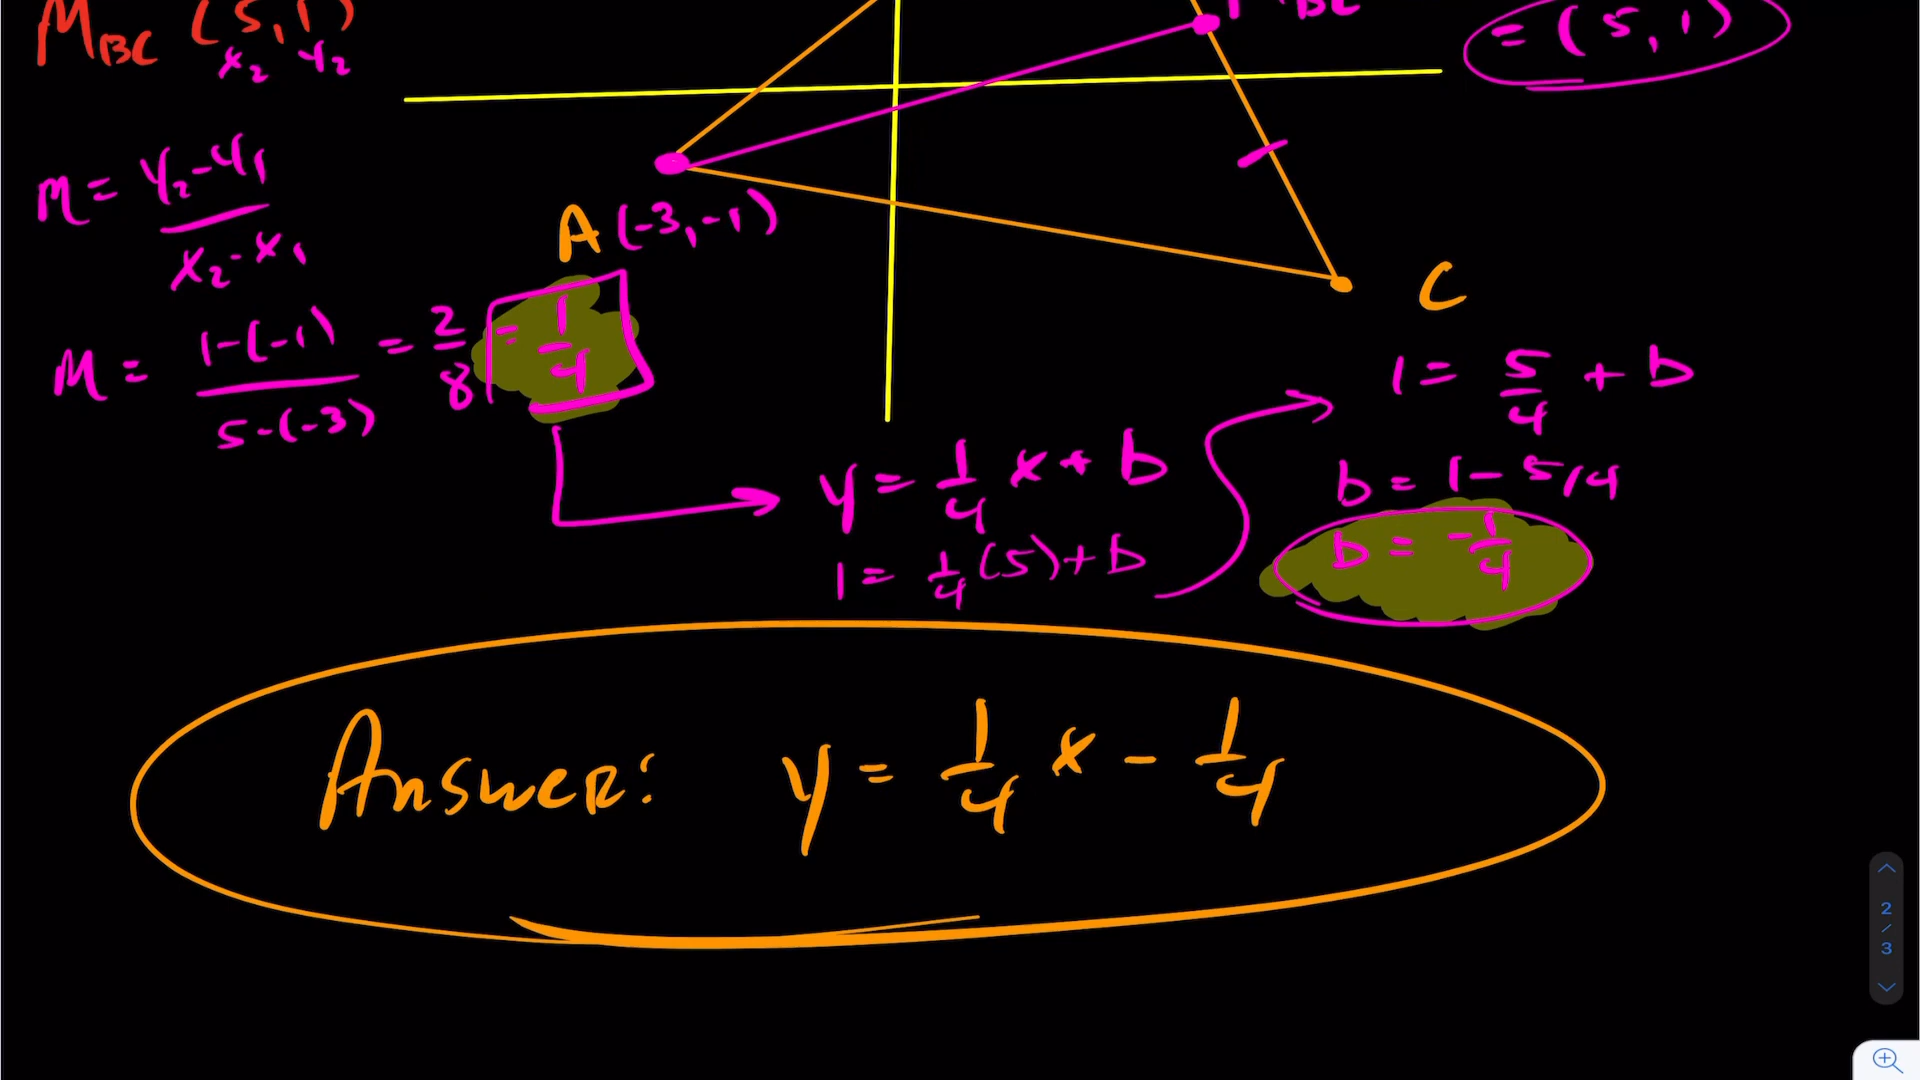 M_BC (5,1)
x₂ y₂
M_BC
= (5,1)
M = (y₂-y₁)/(x₂-x₁)
A (-3,-1)
C
M = (1-(-1))/(5-(-3)) = 2/8 = 1/4
1 = 5/4 + b
y = 1/4 x + b
b = 1 - 5/4
1 = 1/4 (5) + b
b = -1/4
Answer: y = 1/4 x - 1/4
2
/
3